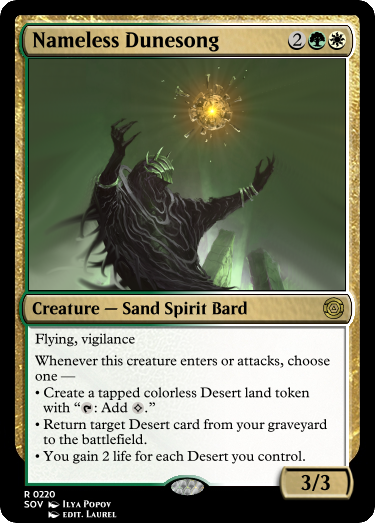 Nameless Dunesong 2
Creature — Sand Spirit Bard
Flying, vigilance
Whenever this creature enters or attacks, choose
one —
• Create a tapped colorless Desert land token
with “: Add .”
• Return target Desert card from your graveyard
to the battlefield.
• You gain 2 life for each Desert you control.
3/3
R 0220
SOV Ilya Popov
edit. Laurel